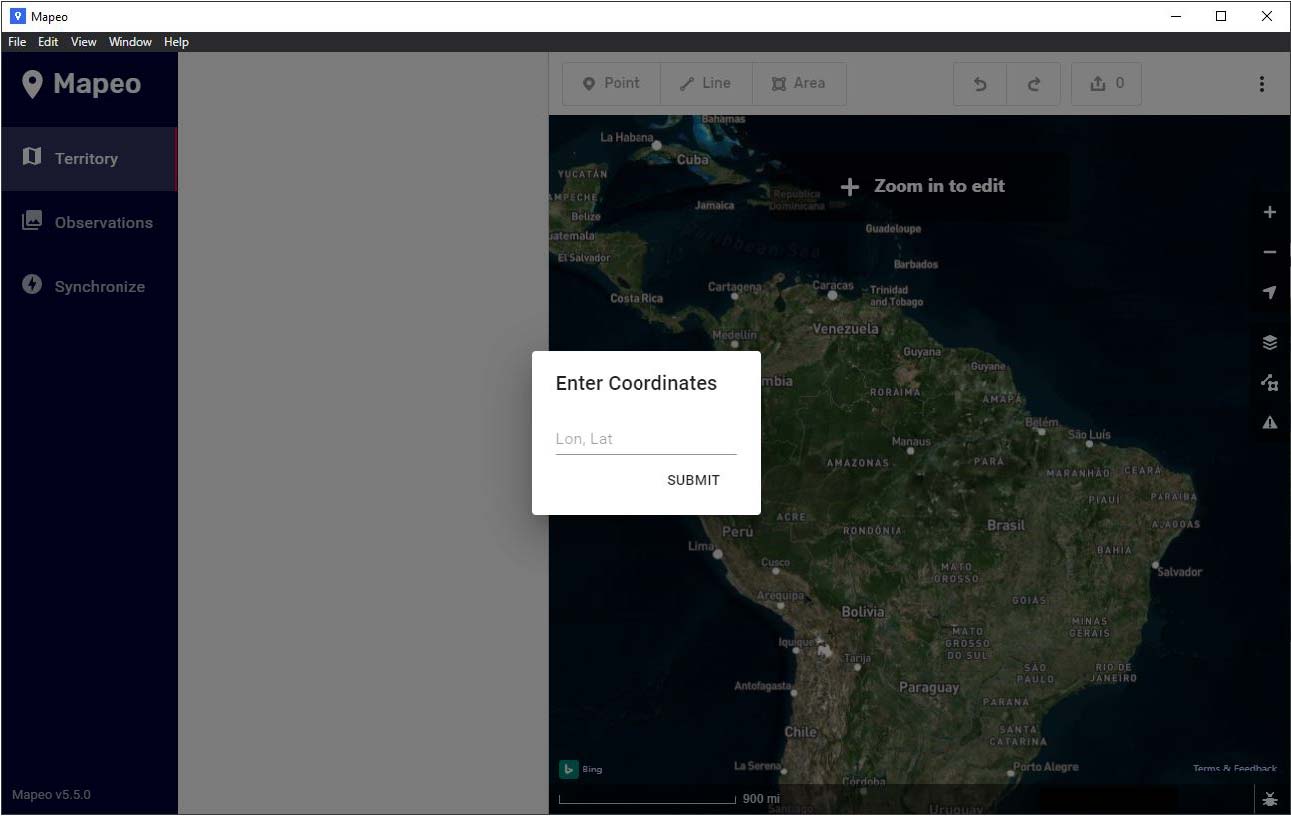 Mapeo
File Edit View Window Help
Mapeo
Territory
Observations
Synchronize
Mapeo v5.5.0
Point
Line
Area
0
Zoom in to edit
Enter Coordinates
Lon, Lat
SUBMIT
Bahamas
La Habana
Cuba
YUCATÁN
AMPECHE
República
Dominicana
Jamaica
Belize
uatemala
El Salvador
Guadeloupe
Caribbean Sea
Barbados
Costa Rica
Cartagena
Caracas
Trinidad
and Tobago
Medellín
Venezuela
Guyana
Guyane
mbia
RORAIMA
AMAPÁ
Belém
São Luís
Manaus
AMAZONAS
PARÁ
MARANHÃO
CEARÁ
PIAUÍ
PARAÍBA
ACRE
RONDÔNIA
Brasil
ALAGOAS
Perú
Lima
BAHIA
Cusco
MATO
GROSSO
Salvador
Arequipa
GOIÁS
Bolivia
MINAS
GERAIS
Iquique
MATO
GROSSO
DO SUL
Tarija
SÃO
PAULO
RIO DE
JANEIRO
Antofagasta
Paraguay
PARANÁ
Chile
SANTA
CATARINA
La Serena
Porto Alegre
Córdoba
Santiago
Uruguay
Bing
Terms & Feedback
900 mi